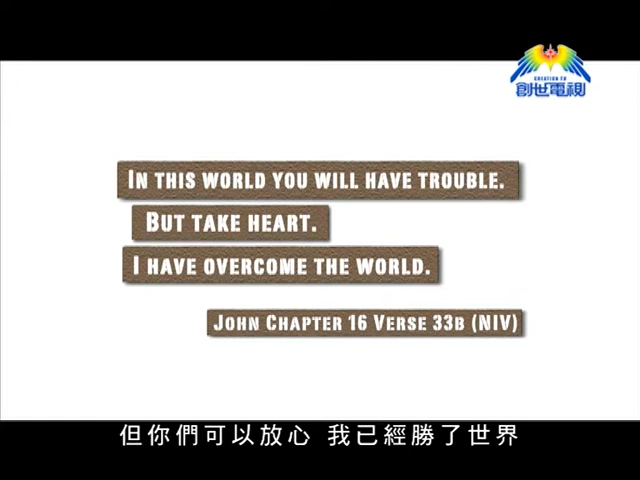 CREATION TV
創世電視
IN THIS WORLD YOU WILL HAVE TROUBLE.
BUT TAKE HEART.
I HAVE OVERCOME THE WORLD.
JOHN CHAPTER 16 VERSE 33B (NIV)
但你們可以放心 我已經勝了世界